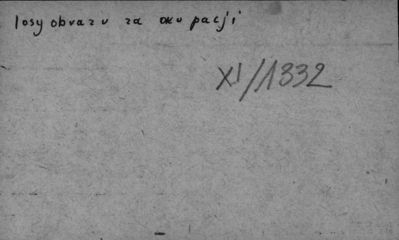 losy obrazu za okupacji
XI/1332